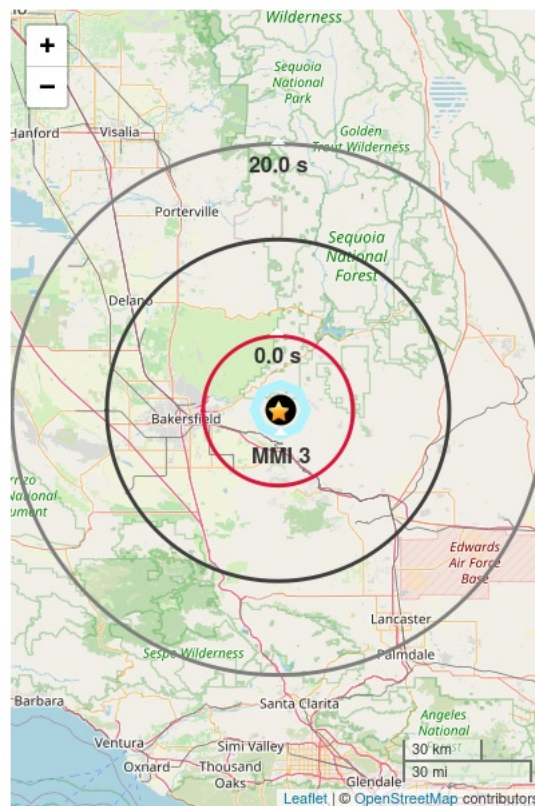 Wilderness
+
−
Sequoia
National
Park
Hanford
Visalia
Golden
Trout Wilderness
20.0 s
Porterville
Sequoia
National
Forest
Delano
0.0 s
Bakersfield
MMI 3
National
ument
Edwards
Air Force
Base
Lancaster
Sespe Wilderness
Palmdale
Barbara
Santa Clarita
Angeles
National
Ventura
Simi Valley
30 km
Oxnard
Thousand
Oaks
30 mi
Glendale
Leaflet | © OpenStreetMap contributors